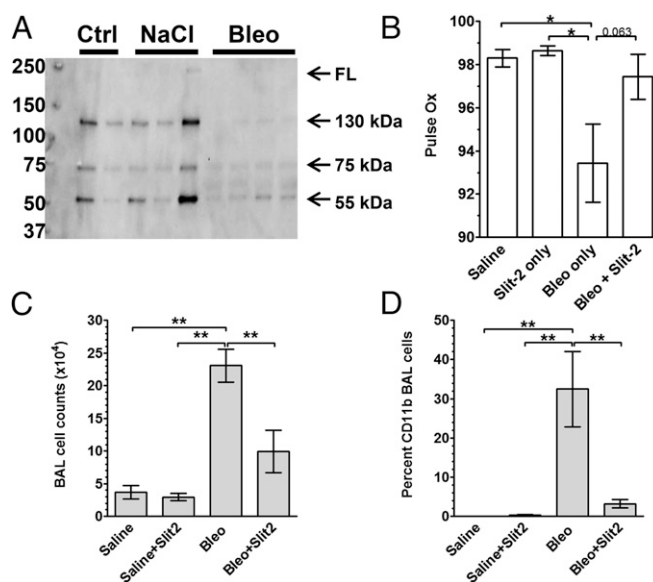 A
Ctrl NaCl Bleo
250
150
100
75
50
37
FL
130 kDa
75 kDa
55 kDa
B
Pulse Ox
100
98
96
94
92
90
*
*
0.063
Saline
Slit-2 only
Bleo only
Bleo + Slit-2
C
BAL cell counts (x10⁴)
30
25
20
15
10
5
0
**
**
**
Saline
Saline+Slit2
Bleo
Bleo+Slit2
D
Percent CD11b BAL cells
50
40
30
20
10
0
**
**
**
Saline
Saline+Slit2
Bleo
Bleo+Slit2